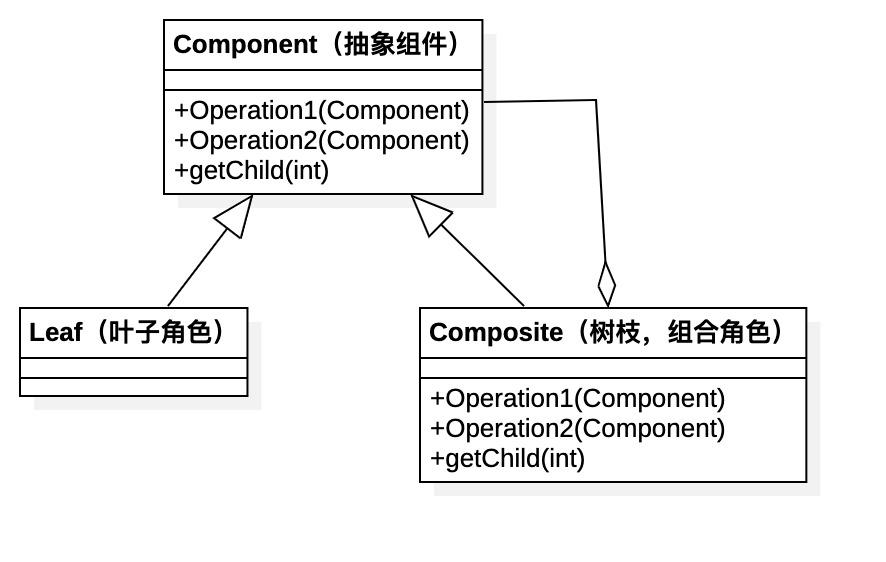 Component（抽象组件）
+Operation1(Component)
+Operation2(Component)
+getChild(int)
Leaf（叶子角色）
Composite（树枝，组合角色）
+Operation1(Component)
+Operation2(Component)
+getChild(int)